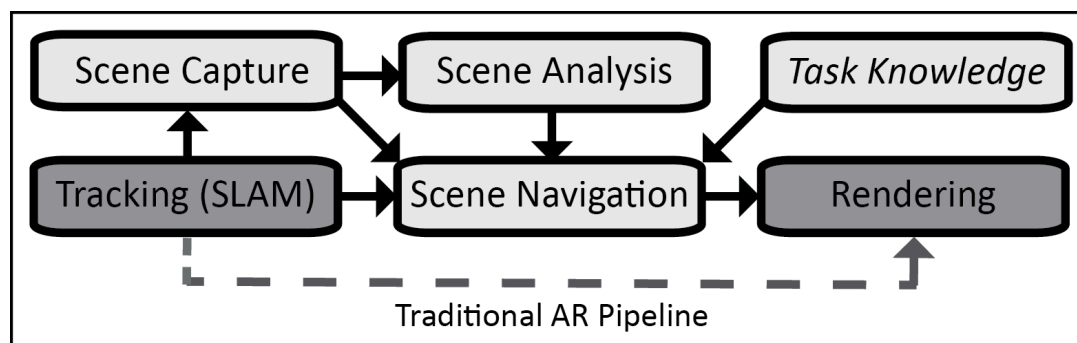 Scene Capture
Scene Analysis
Task Knowledge
Tracking (SLAM)
Scene Navigation
Rendering
Traditional AR Pipeline